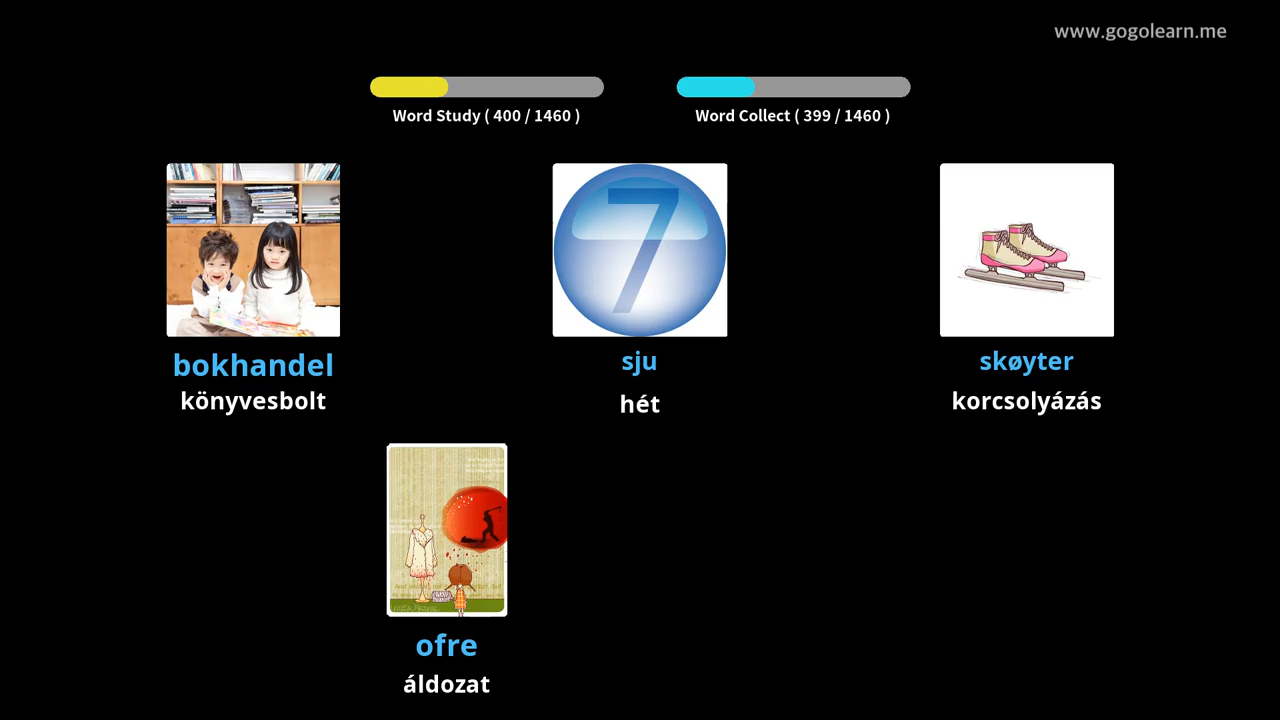 www.gogolearn.me
Word Study ( 400 / 1460 )
Word Collect ( 399 / 1460 )
7
bokhandel
könyvesbolt
sju
hét
skøyter
korcsolyázás
ofre
áldozat